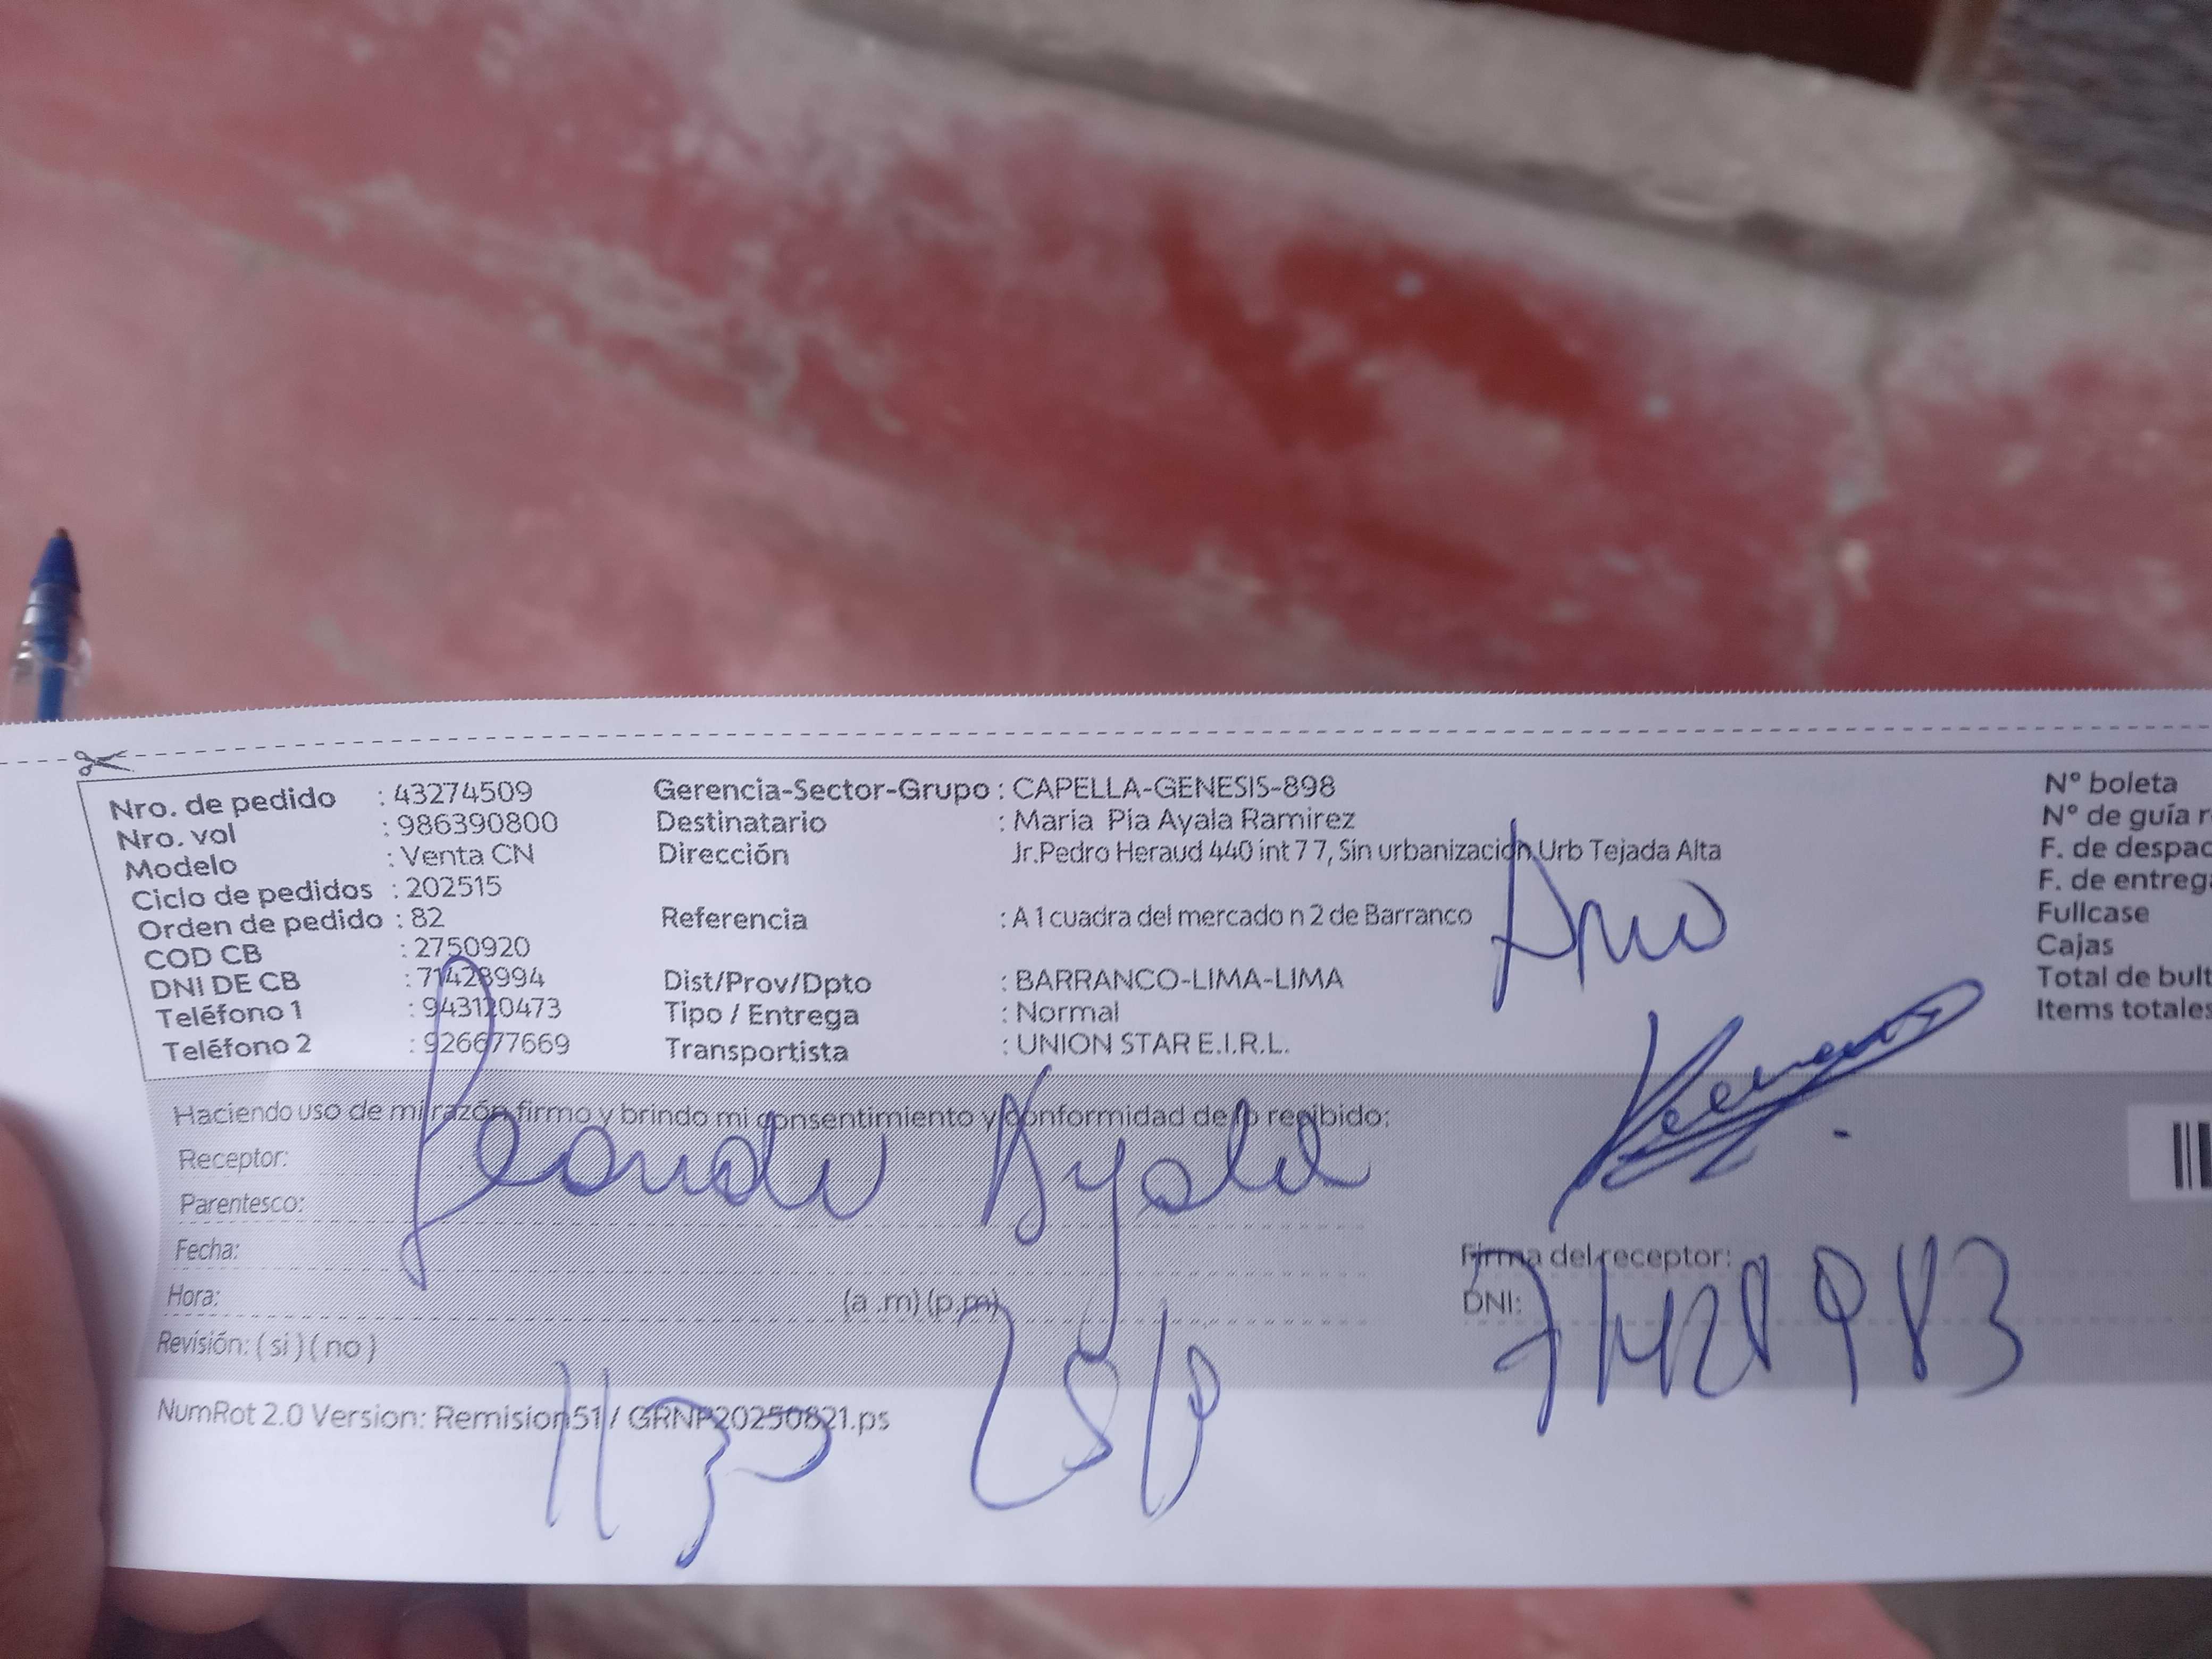 Nro. de pedido : 43274509
Nro. vol : 986390800
Modelo : Venta CN
Ciclo de pedidos : 202515
Orden de pedido : 82
COD CB : 2750920
DNI DE CB : 71428994
Teléfono 1 : 943120473
Teléfono 2 : 926677669
Gerencia-Sector-Grupo : CAPELLA-GENESIS-898
Destinatario : Maria Pia Ayala Ramirez
Dirección Jr.Pedro Heraud 440 int 7 7, Sin urbanización Urb Tejada Alta
Referencia : A 1 cuadra del mercado n 2 de Barranco
Dist/Prov/Dpto : BARRANCO-LIMA-LIMA
Tipo / Entrega : Normal
Transportista : UNION STAR E.I.R.L.
N° boleta
N° de guía r
F. de despac
F. de entrega
Fullcase
Cajas
Total de bult
Items totales
Haciendo uso de mi razón firmo y brindo mi consentimiento y conformidad de lo recibido:
Receptor:
Ayala
Parentesco:
Fecha:
Hora: (a .m) (p.m)
Revisión: ( si ) ( no )
Firma del receptor:
DNI: 71428983
NumRot 2.0 Version: Remision51 / GRNP20250821.ps